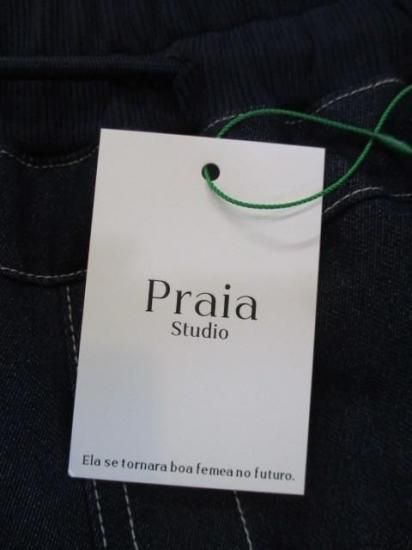 Praia
Studio
Ela se tornara boa femea no futuro.